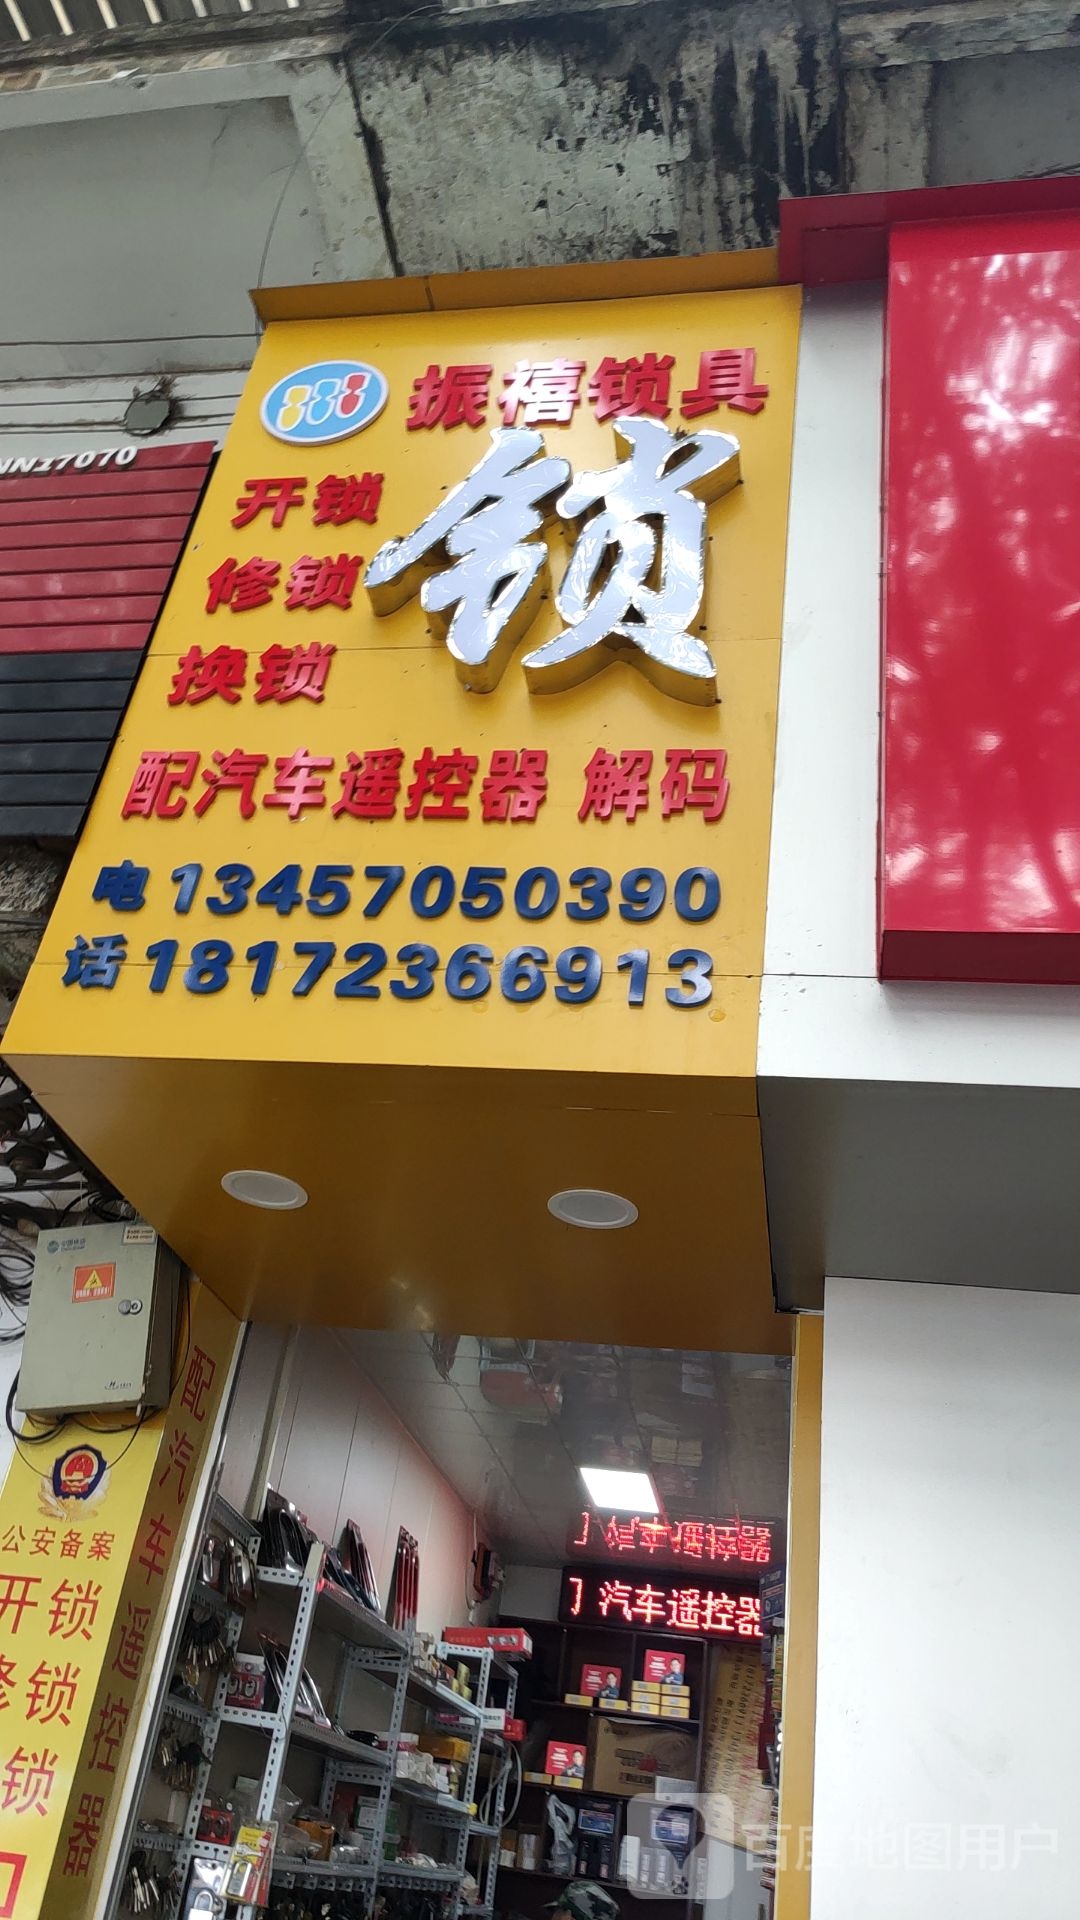 振禧锁具
锁
开锁
修锁
换锁
配汽车遥控器 解码
电 13457050390
话 18172366913
17070
配汽车遥控器
公安备案
开锁
修锁
锁
汽车遥控器
百度地图用户